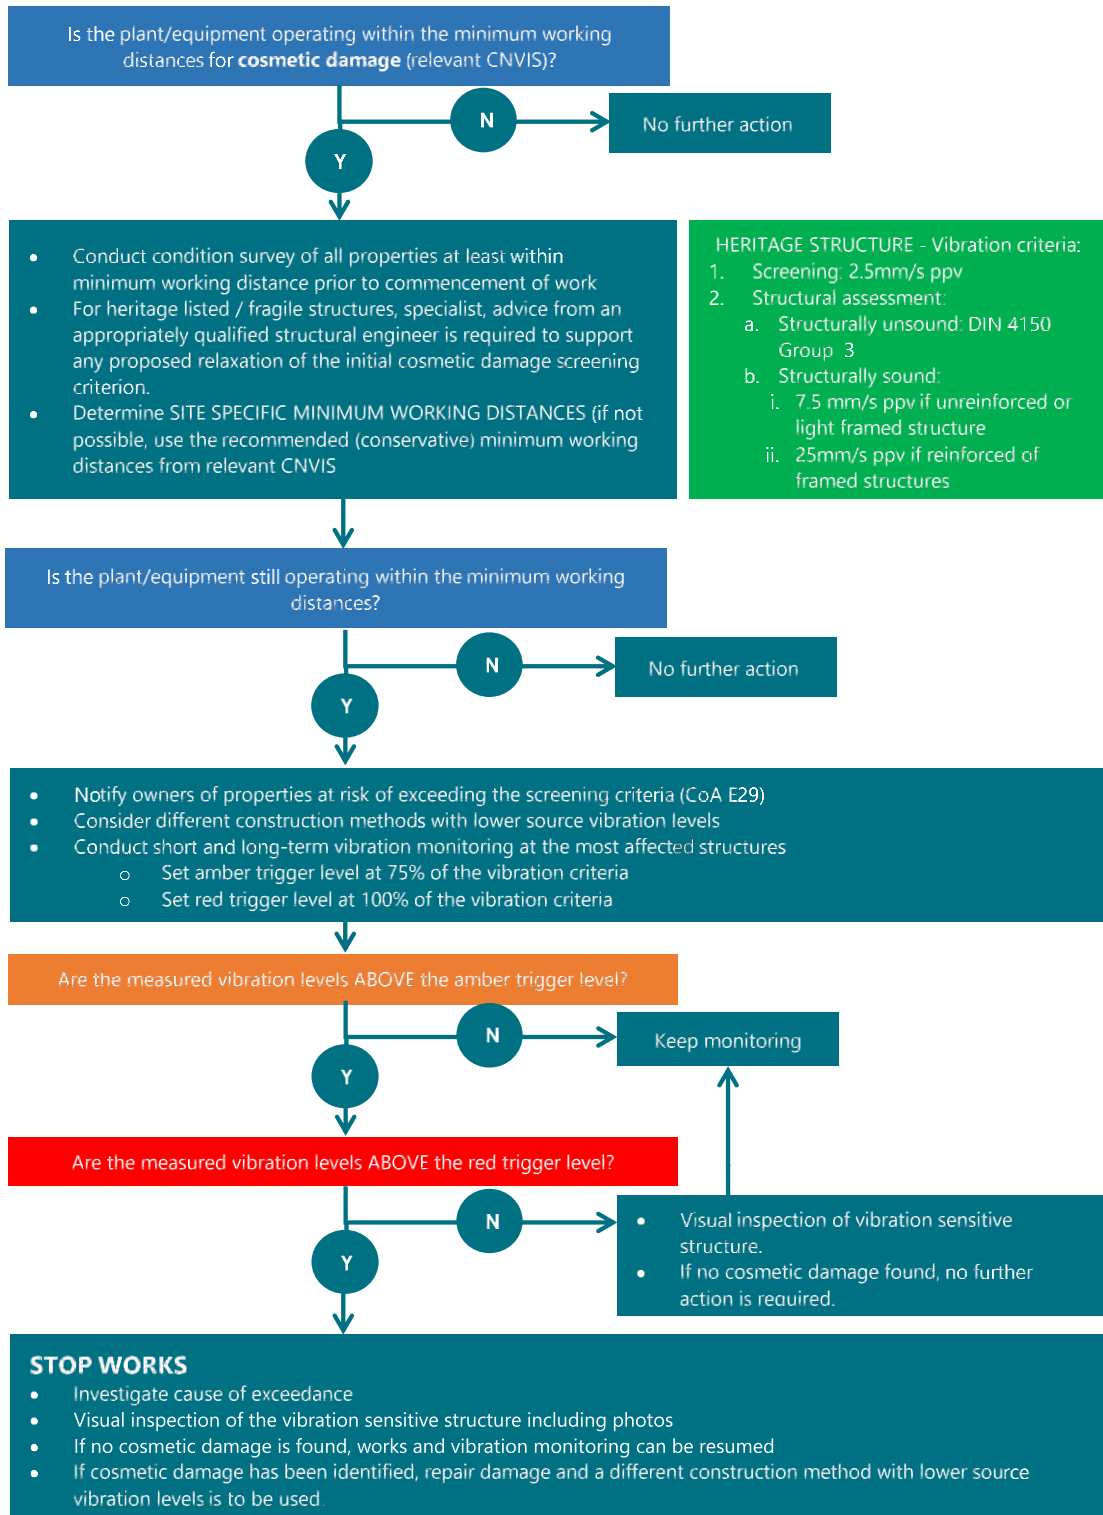 Is the plant/equipment operating within the minimum working
distances for cosmetic damage (relevant CNVIS)?
N
No further action
Y
• Conduct condition survey of all properties at least within
minimum working distance prior to commencement of work
• For heritage listed / fragile structures, specialist, advice from an
appropriately qualified structural engineer is required to support
any proposed relaxation of the initial cosmetic damage screening
criterion.
• Determine SITE SPECIFIC MINIMUM WORKING DISTANCES (if not
possible, use the recommended (conservative) minimum working
distances from relevant CNVIS
HERITAGE STRUCTURE - Vibration criteria:
1. Screening: 2.5mm/s ppv
2. Structural assessment:
a. Structurally unsound: DIN 4150
Group 3
b. Structurally sound:
i. 7.5 mm/s ppv if unreinforced or
light framed structure
ii. 25mm/s ppv if reinforced of
framed structures
Is the plant/equipment still operating within the minimum working
distances?
N
No further action
Y
• Notify owners of properties at risk of exceeding the screening criteria (CoA E29)
• Consider different construction methods with lower source vibration levels
• Conduct short and long-term vibration monitoring at the most affected structures
o Set amber trigger level at 75% of the vibration criteria
o Set red trigger level at 100% of the vibration criteria
Are the measured vibration levels ABOVE the amber trigger level?
N
Keep monitoring
Y
Are the measured vibration levels ABOVE the red trigger level?
N
• Visual inspection of vibration sensitive
structure.
• If no cosmetic damage found, no further
action is required.
Y
STOP WORKS
• Investigate cause of exceedance
• Visual inspection of the vibration sensitive structure including photos
• If no cosmetic damage is found, works and vibration monitoring can be resumed
• If cosmetic damage has been identified, repair damage and a different construction method with lower source
vibration levels is to be used.